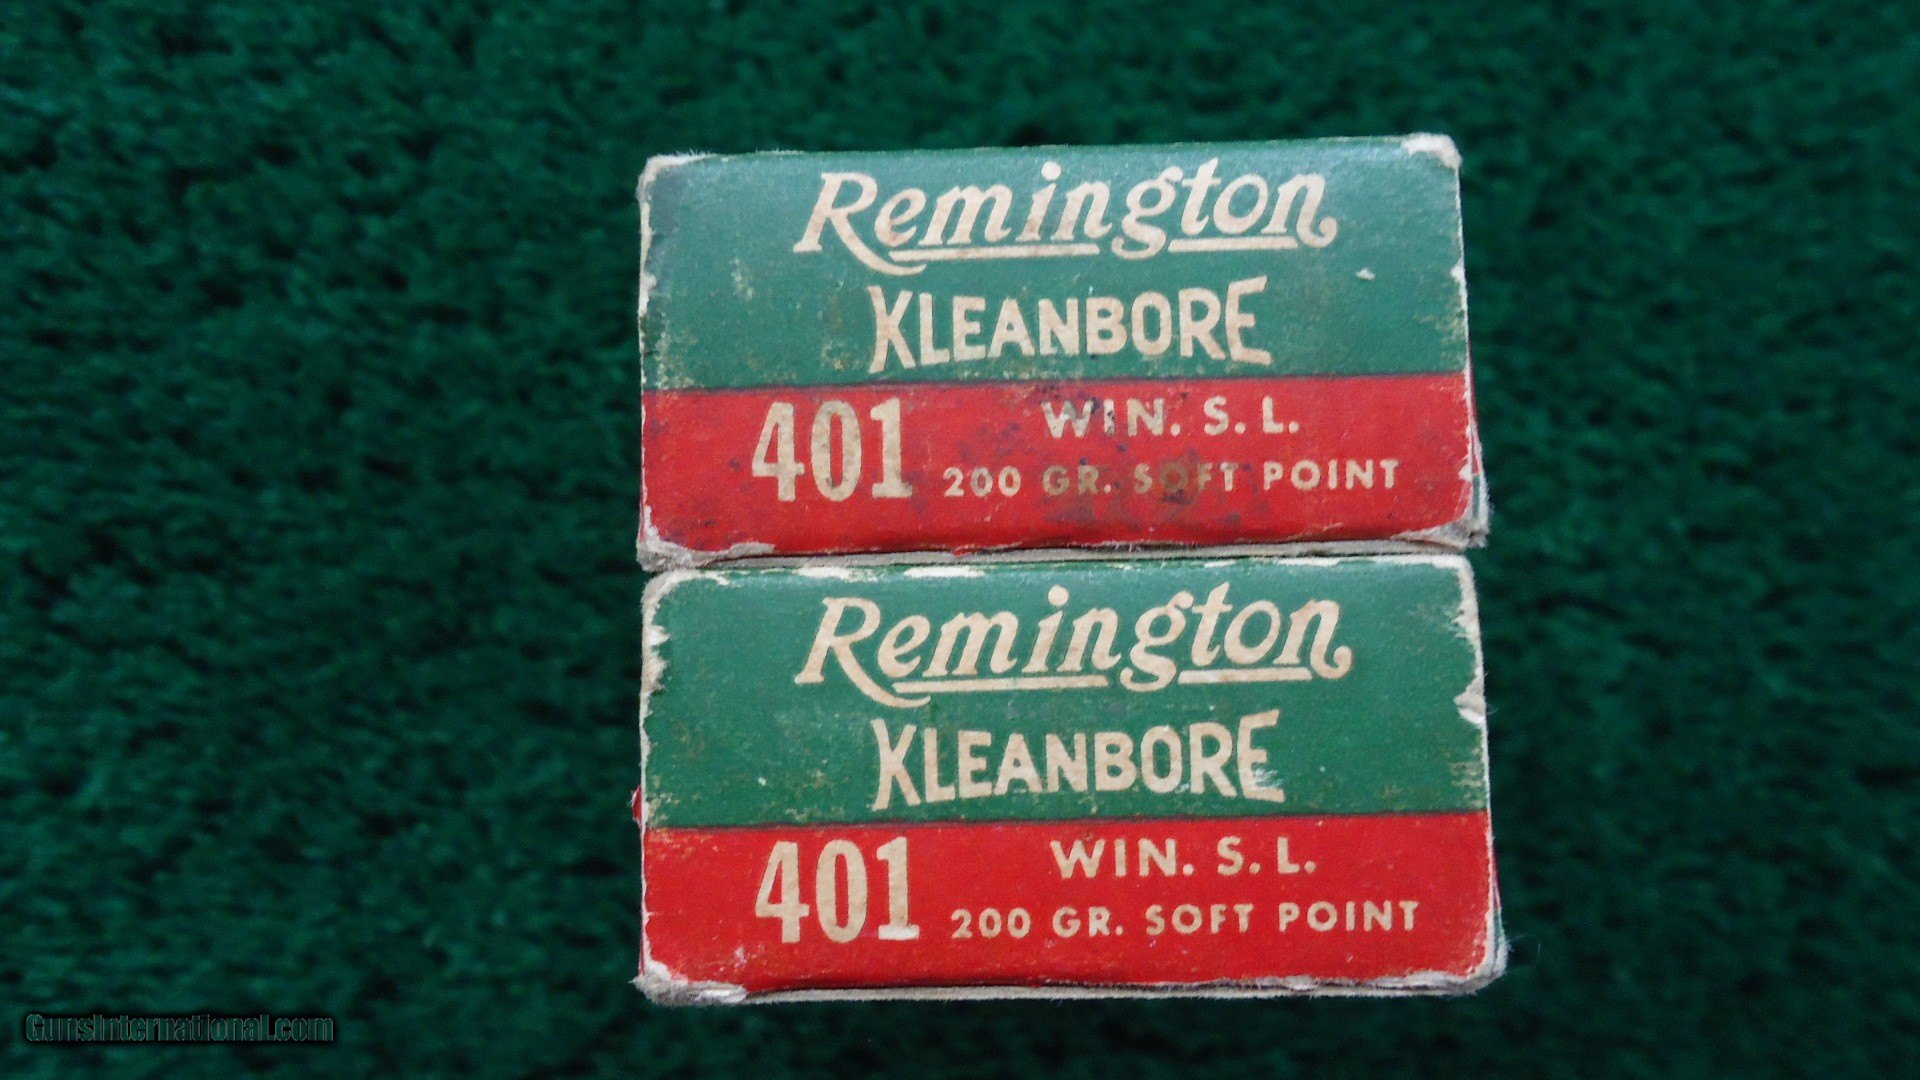 Remington
KLEANBORE
401 WIN. S. L.
200 GR. SOFT POINT
Remington
KLEANBORE
401 WIN. S. L.
200 GR. SOFT POINT
GunsInternational.com